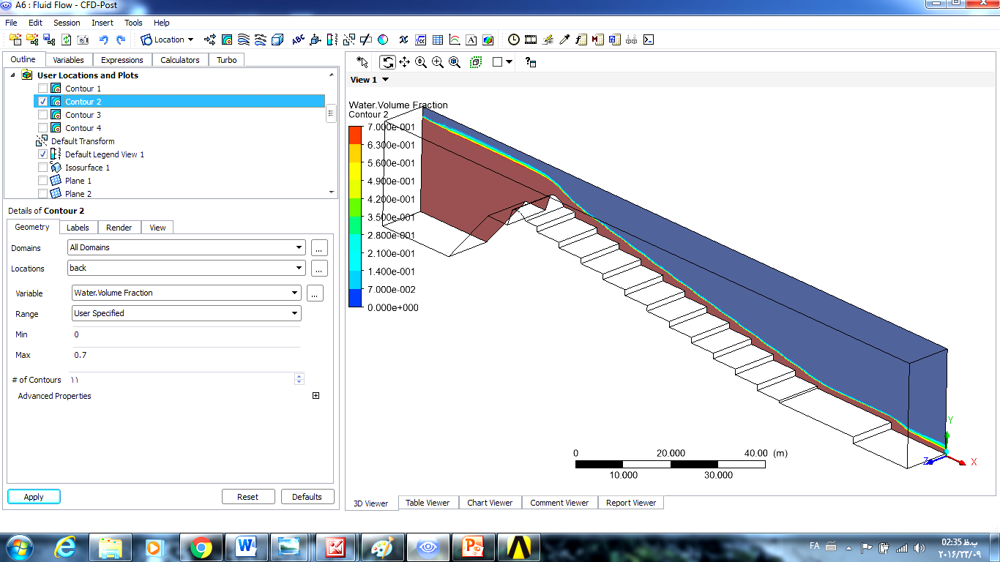 A6 : Fluid Flow - CFD-Post
File Edit Session Insert Tools Help
Location
Outline Variables Expressions Calculators Turbo
User Locations and Plots
Contour 1
Contour 2
Contour 3
Contour 4
Default Transform
Default Legend View 1
Isosurface 1
Plane 1
Plane 2
Details of Contour 2
Geometry Labels Render View
Domains All Domains ...
Locations back ...
Variable Water.Volume Fraction ...
Range User Specified
Min 0
Max 0.7
# of Contours ۱۱
Advanced Properties
Apply Reset Defaults
View 1
Water.Volume Fraction
Contour 2
7.000e-001
6.300e-001
5.600e-001
4.900e-001
4.200e-001
3.500e-001
2.800e-001
2.100e-001
1.400e-001
7.000e-002
0.000e+000
Y
Z X
0 20.000 40.00 (m)
10.000 30.000
3D Viewer Table Viewer Chart Viewer Comment Viewer Report Viewer
FA
02:35 ب.ظ
۲۰۱۶/۲۳/۰۹